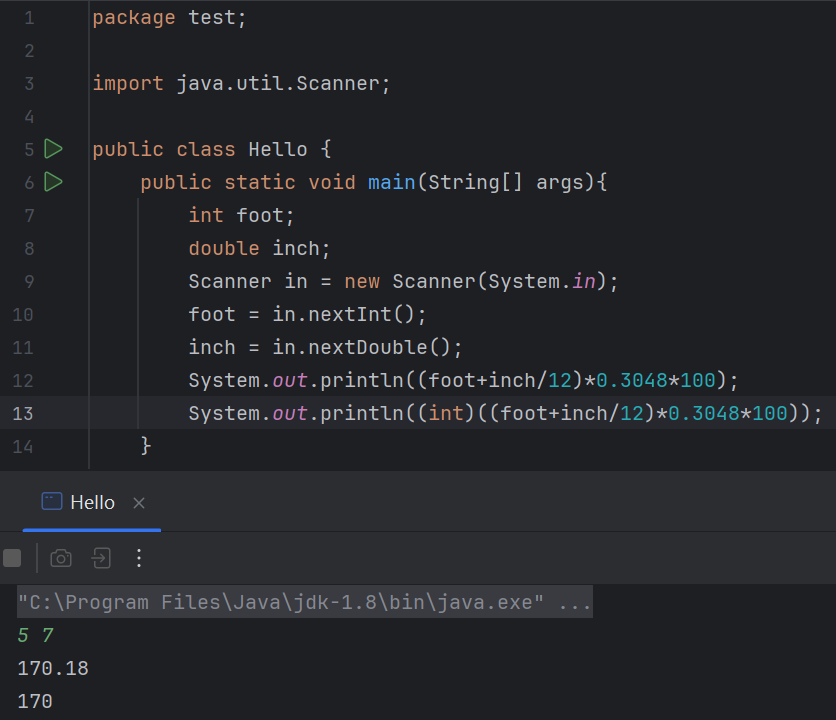 1 package test;
2
3 import java.util.Scanner;
4
5 public class Hello {
6     public static void main(String[] args){
7         int foot;
8         double inch;
9         Scanner in = new Scanner(System.in);
10         foot = in.nextInt();
11         inch = in.nextDouble();
12         System.out.println((foot+inch/12)*0.3048*100);
13         System.out.println((int)((foot+inch/12)*0.3048*100));
14     }
Hello
"C:\Program Files\Java\jdk-1.8\bin\java.exe" ...
5 7
170.18
170